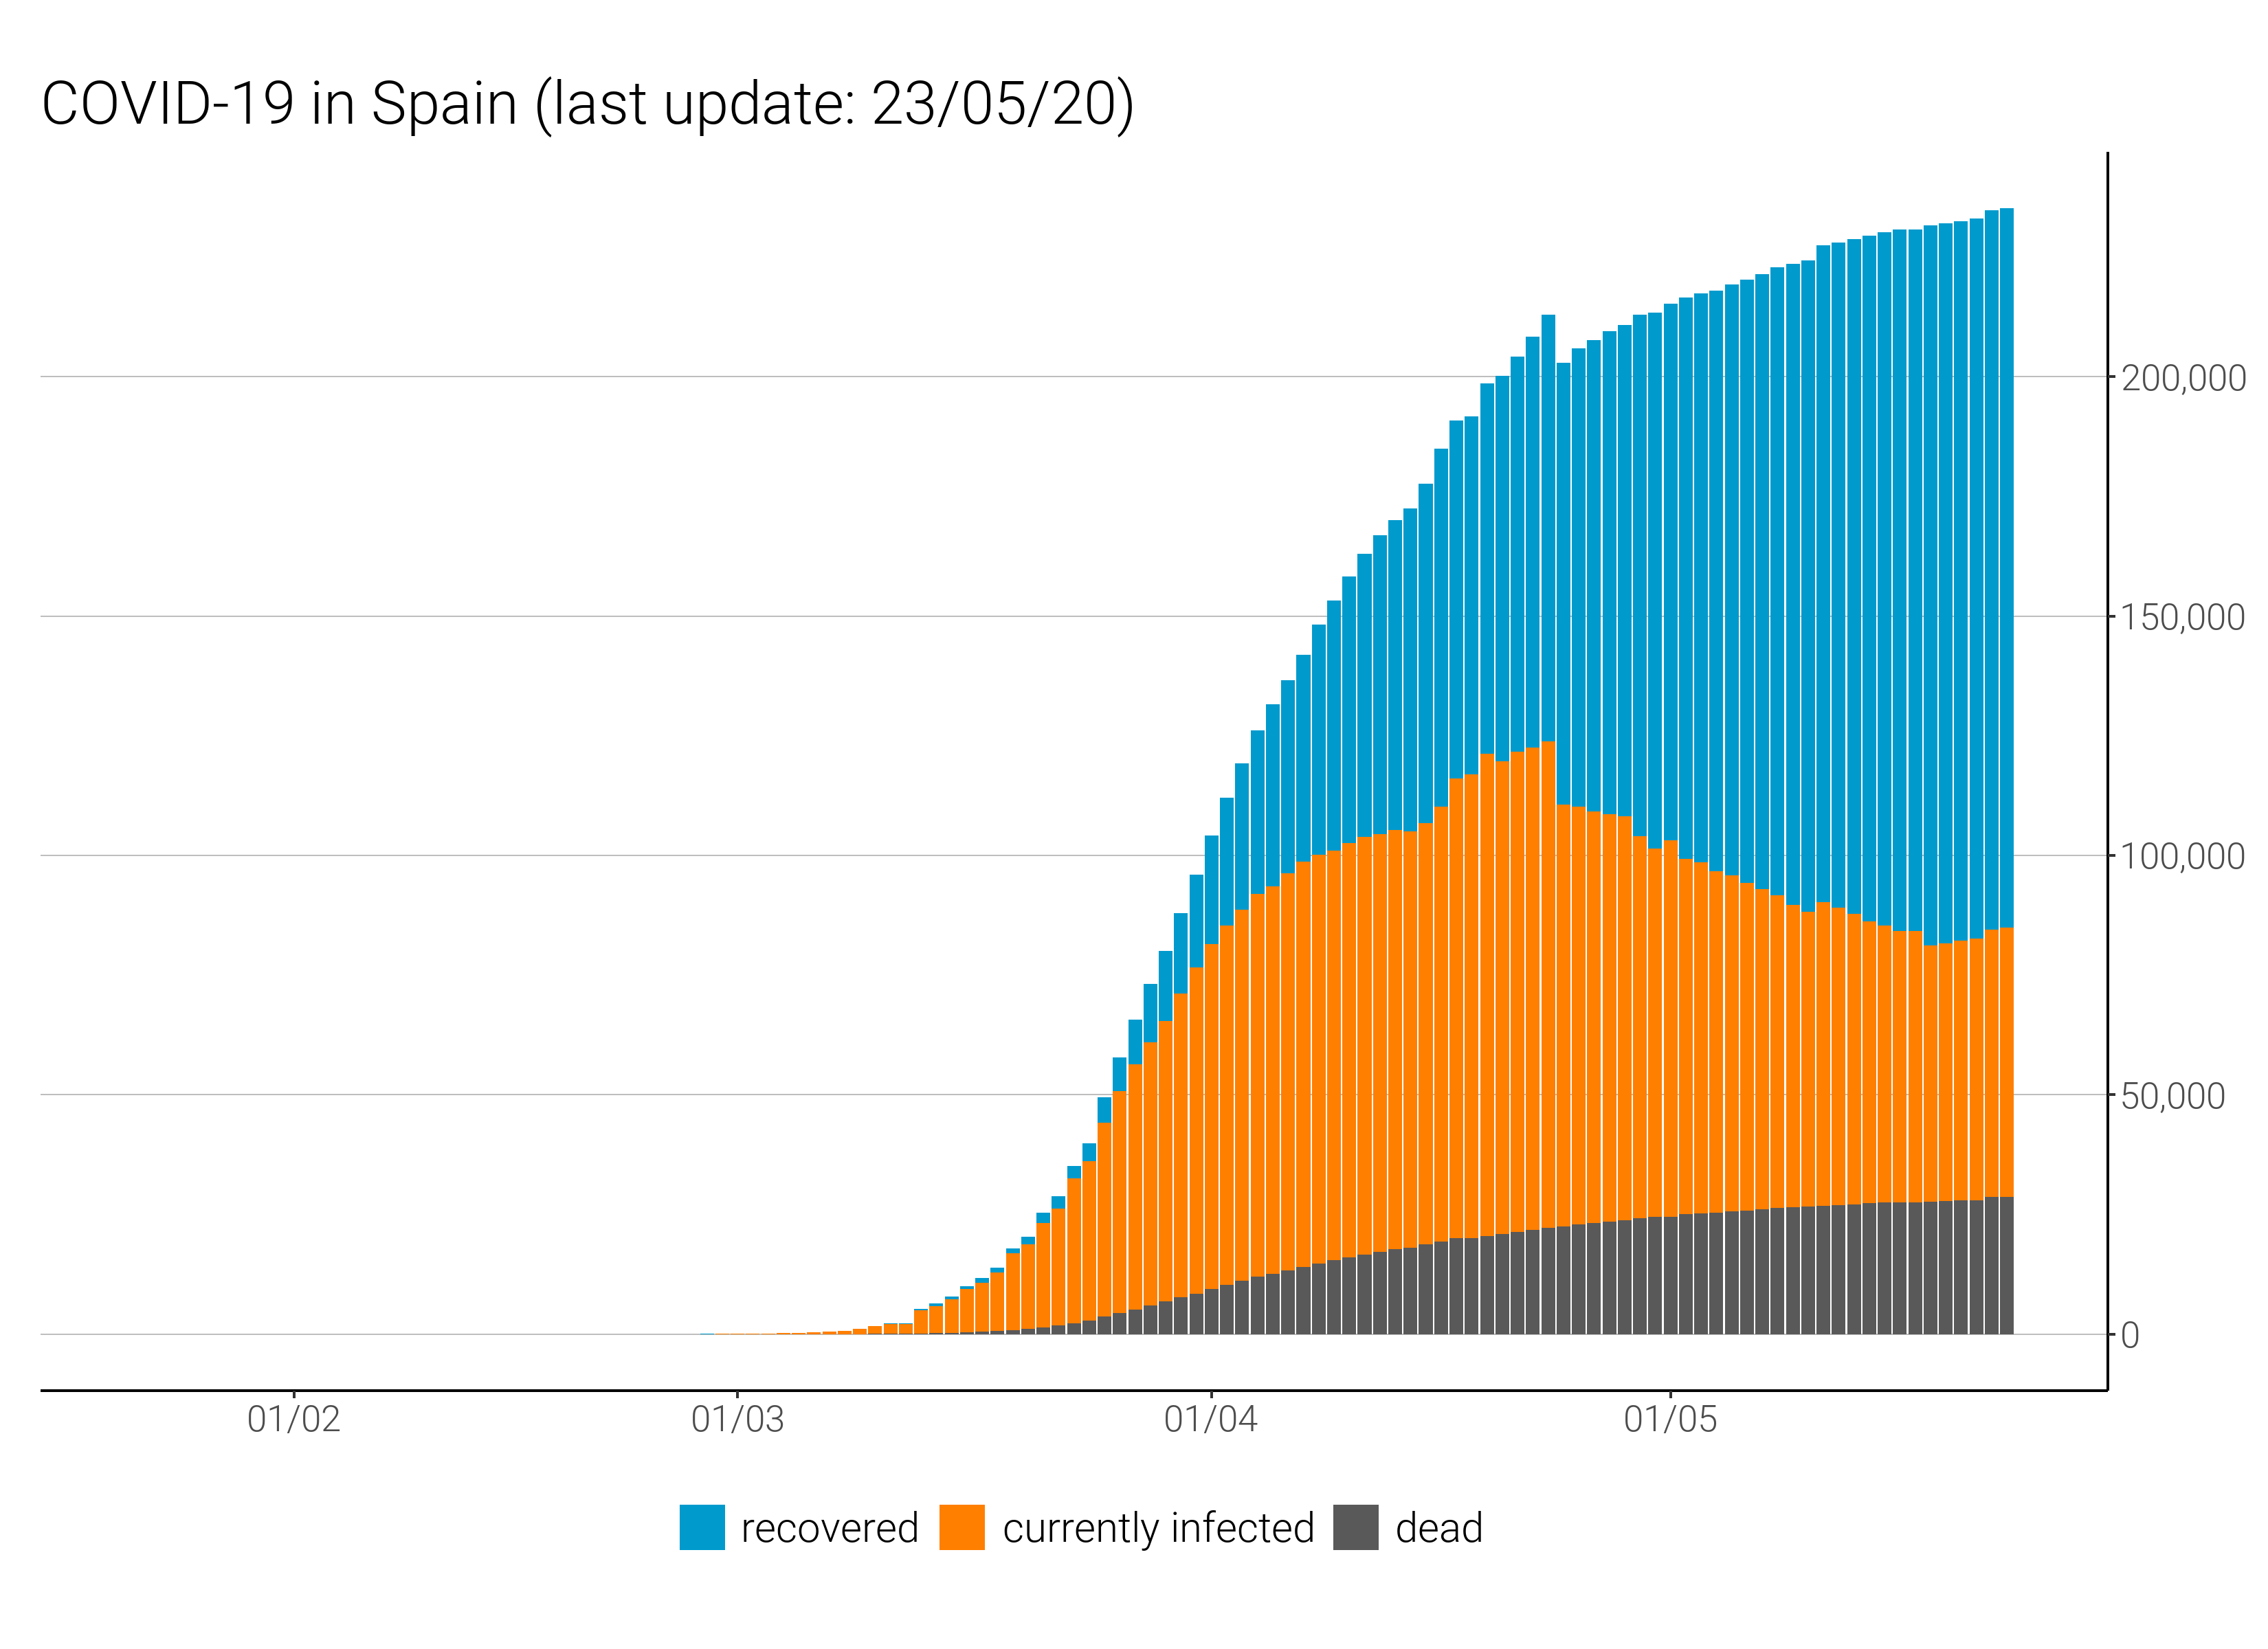 COVID-19 in Spain (last update: 23/05/20)
200,000
150,000
100,000
50,000
0
01/02 01/03 01/04 01/05
recovered currently infected dead